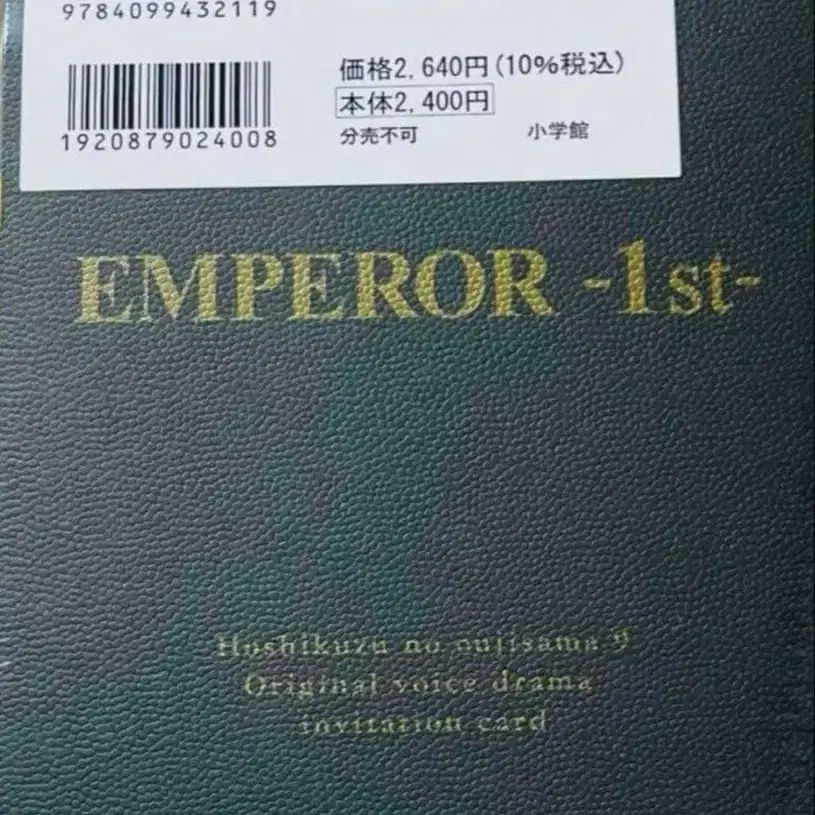 9784099432119
価格2,640円(10%税込)
本体2,400円
1920879024008
分売不可 小学館
EMPEROR -1st-
Hoshikuzu no oujisama 9
Original voice drama
invitation card